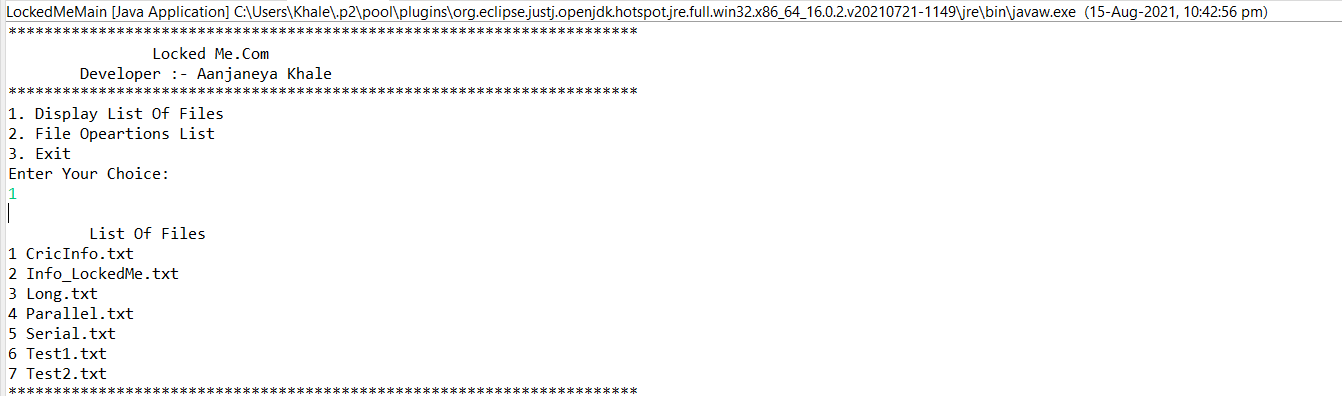 LockedMeMain [Java Application] C:\Users\Khale\.p2\pool\plugins\org.eclipse.justj.openjdk.hotspot.jre.full.win32.x86_64_16.0.2.v20210721-1149\jre\bin\javaw.exe (15-Aug-2021, 10:42:56 pm)
**********************************************************************
Locked Me.Com
Developer :- Aanjaneya Khale
**********************************************************************
1. Display List Of Files
2. File Opeartions List
3. Exit
Enter Your Choice:
1
List Of Files
1 CricInfo.txt
2 Info_LockedMe.txt
3 Long.txt
4 Parallel.txt
5 Serial.txt
6 Test1.txt
7 Test2.txt
**********************************************************************